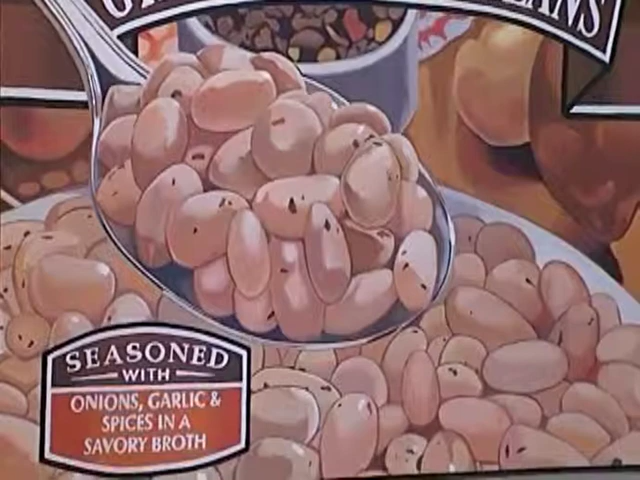 SEASONED
WITH
ONIONS, GARLIC &
SPICES IN A
SAVORY BROTH